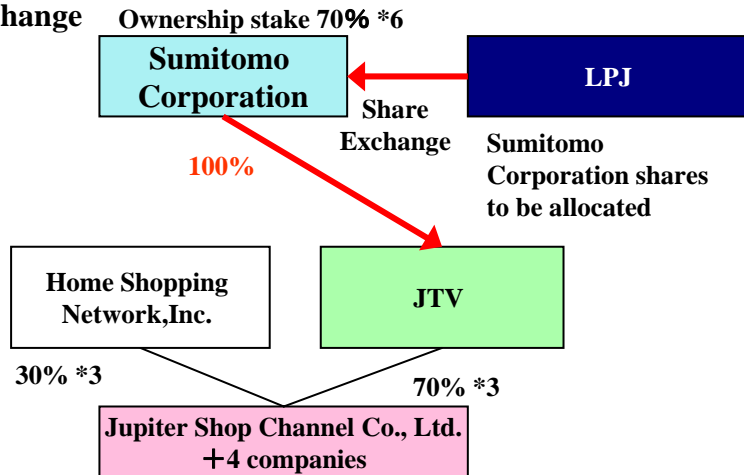 hange
Ownership stake 70% *6
Sumitomo
Corporation
LPJ
Share
Exchange
Sumitomo
Corporation shares
to be allocated
100%
Home Shopping
Network,Inc.
JTV
30% *3
70% *3
Jupiter Shop Channel Co., Ltd.
+4 companies